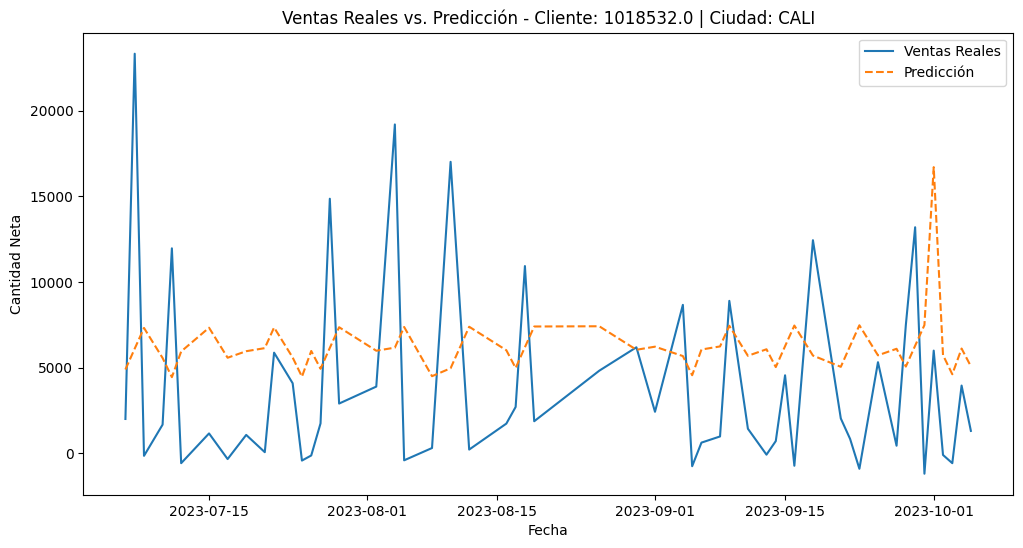 Ventas Reales vs. Predicción - Cliente: 1018532.0 | Ciudad: CALI
Ventas Reales
Predicción
Cantidad Neta
20000
15000
10000
5000
0
2023-07-15
2023-08-01
2023-08-15
2023-09-01
2023-09-15
2023-10-01
Fecha